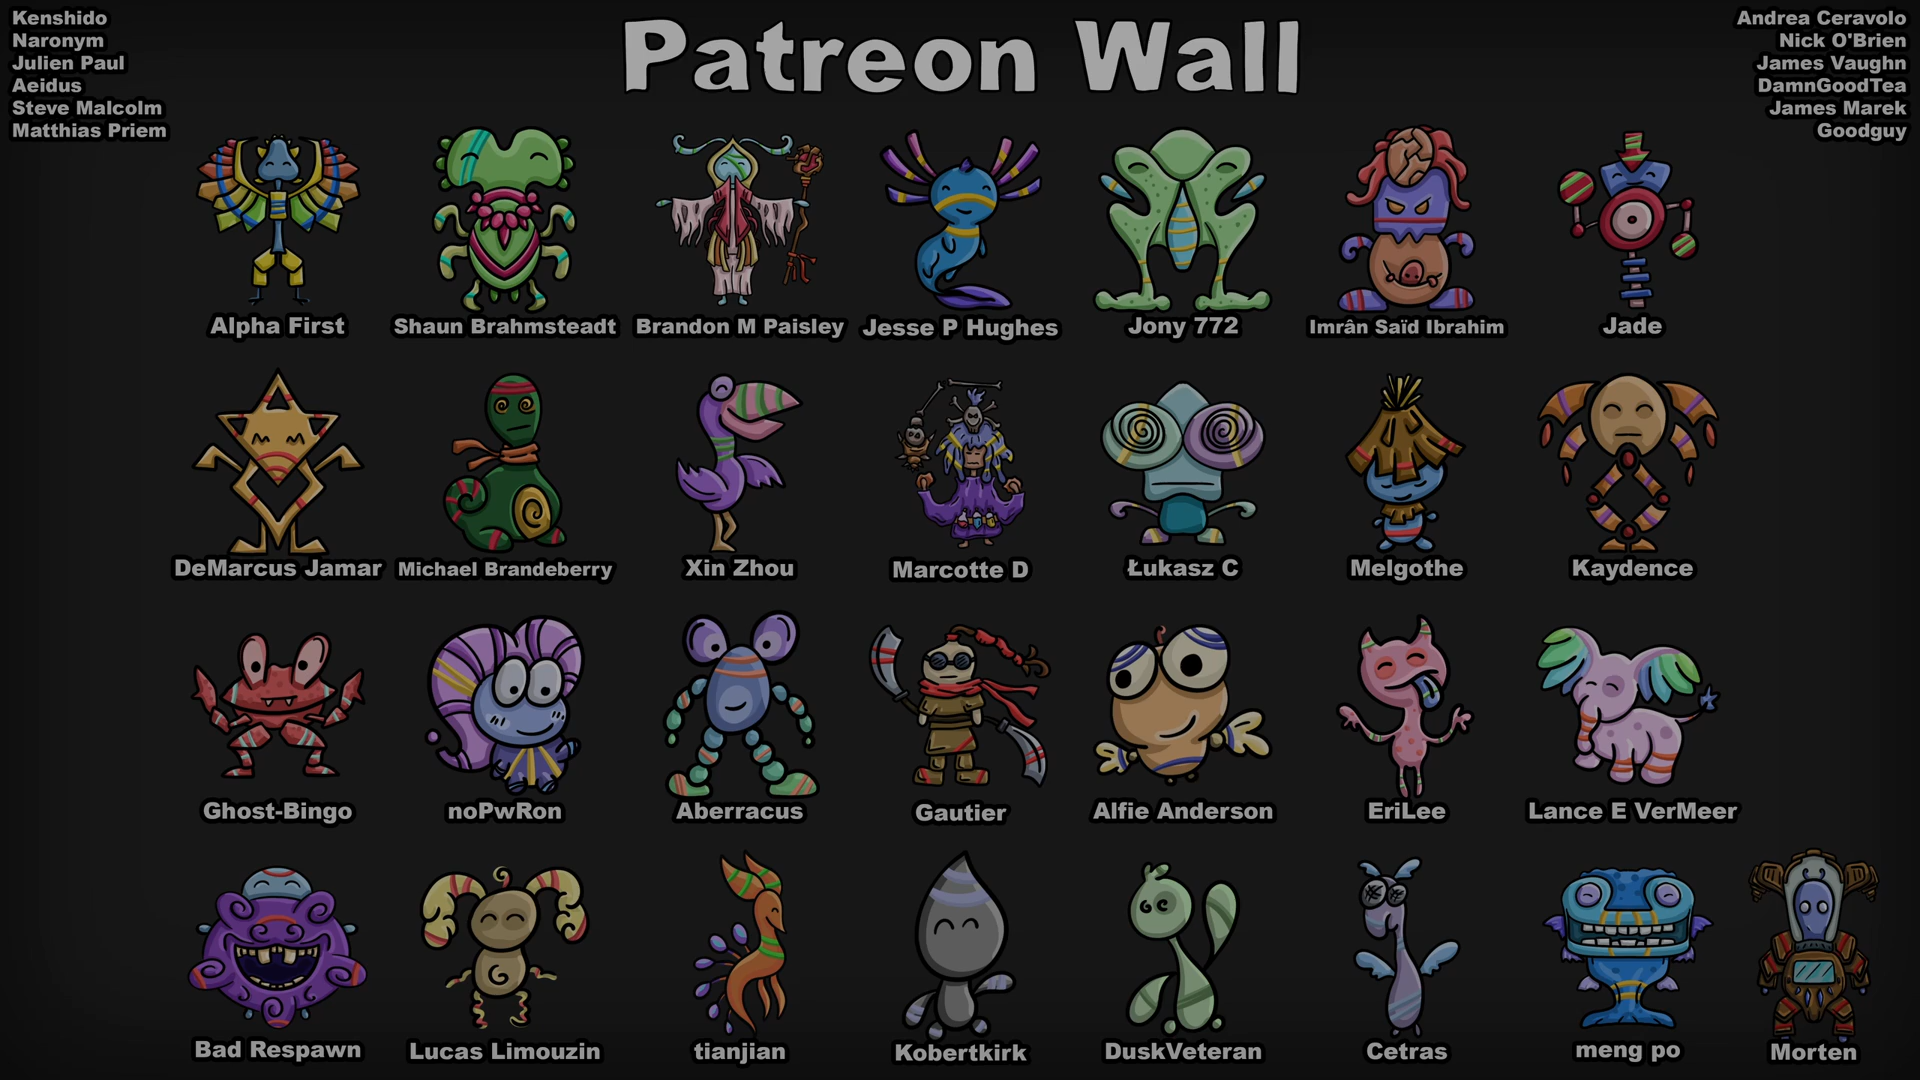 Patreon Wall
Kenshido
Naronym
Julien Paul
Aeidus
Steve Malcolm
Matthias Priem
Andrea Ceravolo
Nick O'Brien
James Vaughn
DamnGoodTea
James Marek
Goodguy
Alpha First
Shaun Brahmsteadt
Brandon M Paisley
Jesse P Hughes
Jony 772
Imrân Saïd Ibrahim
Jade
DeMarcus Jamar
Michael Brandeberry
Xin Zhou
Marcotte D
Łukasz C
Melgothe
Kaydence
Ghost-Bingo
noPwRon
Aberracus
Gautier
Alfie Anderson
EriLee
Lance E VerMeer
Bad Respawn
Lucas Limouzin
tianjian
Kobertkirk
DuskVeteran
Cetras
meng po
Morten